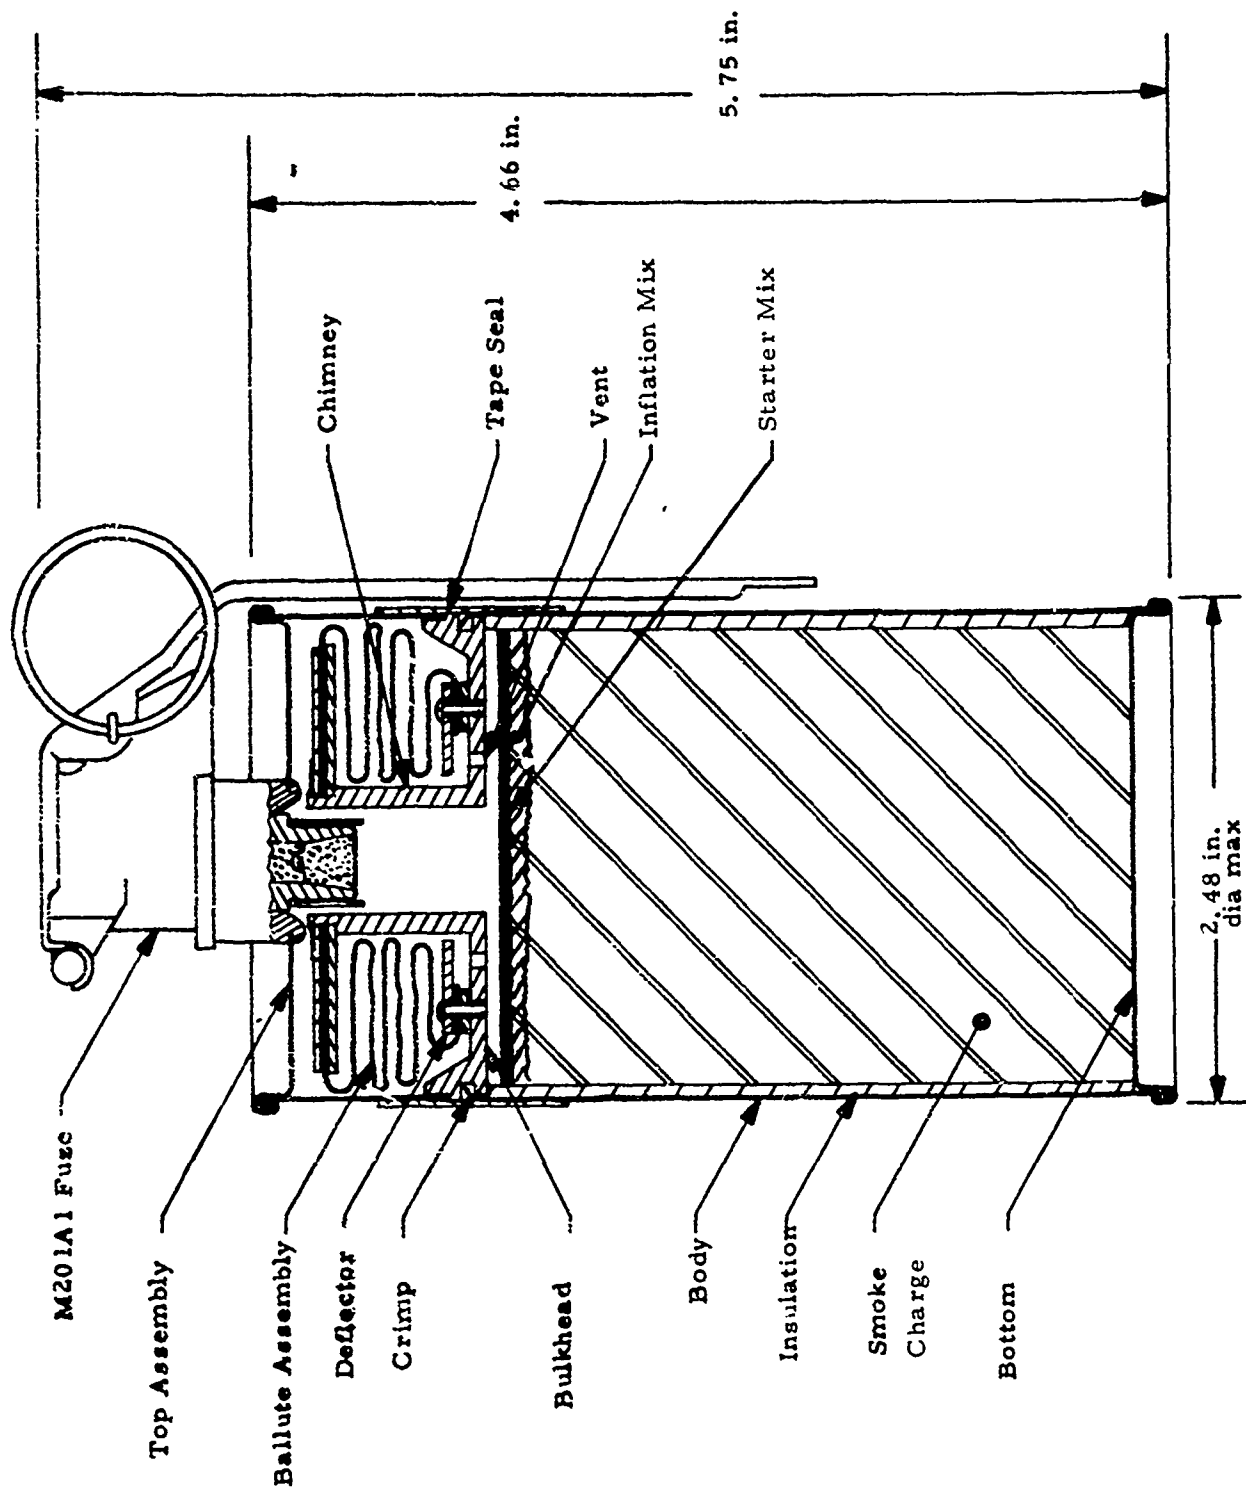 M201A1 Fuze
Top Assembly
Ballute Assembly
Deflector
Crimp
Bulkhead
Body
Insulation
Smoke
Charge
Bottom
Chimney
Tape Seal
Vent
Inflation Mix
Starter Mix
4.66 in.
5.75 in.
2.48 in.
dia max